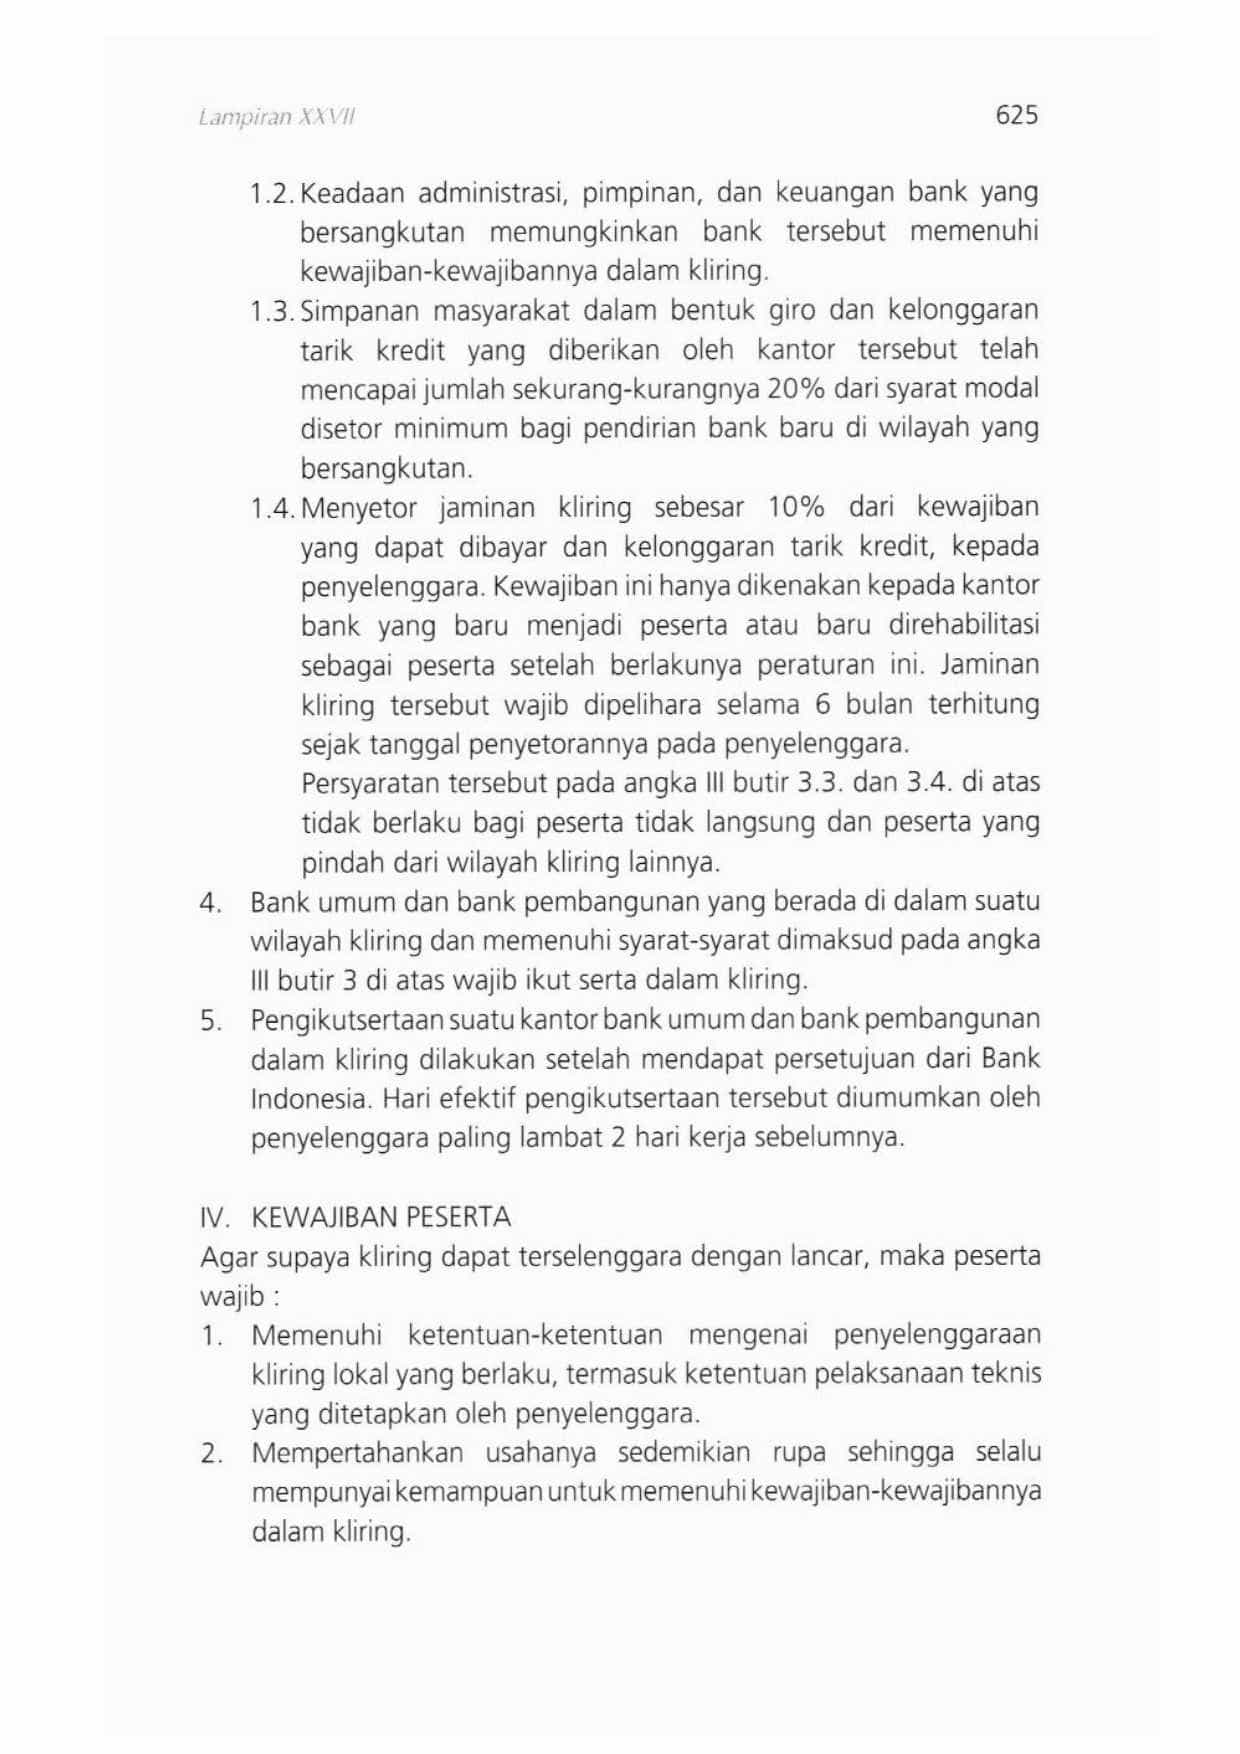 Lampiran XXVII 625
1.2. Keadaan administrasi, pimpinan, dan keuangan bank yang
bersangkutan memungkinkan bank tersebut memenuhi
kewajiban-kewajibannya dalam kliring.
1.3. Simpanan masyarakat dalam bentuk giro dan kelonggaran
tarik kredit yang diberikan oleh kantor tersebut telah
mencapai jumlah sekurang-kurangnya 20% dari syarat modal
disetor minimum bagi pendirian bank baru di wilayah yang
bersangkutan.
1.4. Menyetor jaminan kliring sebesar 10% dari kewajiban
yang dapat dibayar dan kelonggaran tarik kredit, kepada
penyelenggara. Kewajiban ini hanya dikenakan kepada kantor
bank yang baru menjadi peserta atau baru direhabilitasi
sebagai peserta setelah berlakunya peraturan ini. Jaminan
kliring tersebut wajib dipelihara selama 6 bulan terhitung
sejak tanggal penyetorannya pada penyelenggara.
Persyaratan tersebut pada angka III butir 3.3. dan 3.4. di atas
tidak berlaku bagi peserta tidak langsung dan peserta yang
pindah dari wilayah kliring lainnya.
4. Bank umum dan bank pembangunan yang berada di dalam suatu
wilayah kliring dan memenuhi syarat-syarat dimaksud pada angka
III butir 3 di atas wajib ikut serta dalam kliring.
5. Pengikutsertaan suatu kantor bank umum dan bank pembangunan
dalam kliring dilakukan setelah mendapat persetujuan dari Bank
Indonesia. Hari efektif pengikutsertaan tersebut diumumkan oleh
penyelenggara paling lambat 2 hari kerja sebelumnya.
IV. KEWAJIBAN PESERTA
Agar supaya kliring dapat terselenggara dengan lancar, maka peserta
wajib :
1. Memenuhi ketentuan-ketentuan mengenai penyelenggaraan
kliring lokal yang berlaku, termasuk ketentuan pelaksanaan teknis
yang ditetapkan oleh penyelenggara.
2. Mempertahankan usahanya sedemikian rupa sehingga selalu
mempunyai kemampuan untuk memenuhi kewajiban-kewajibannya
dalam kliring.